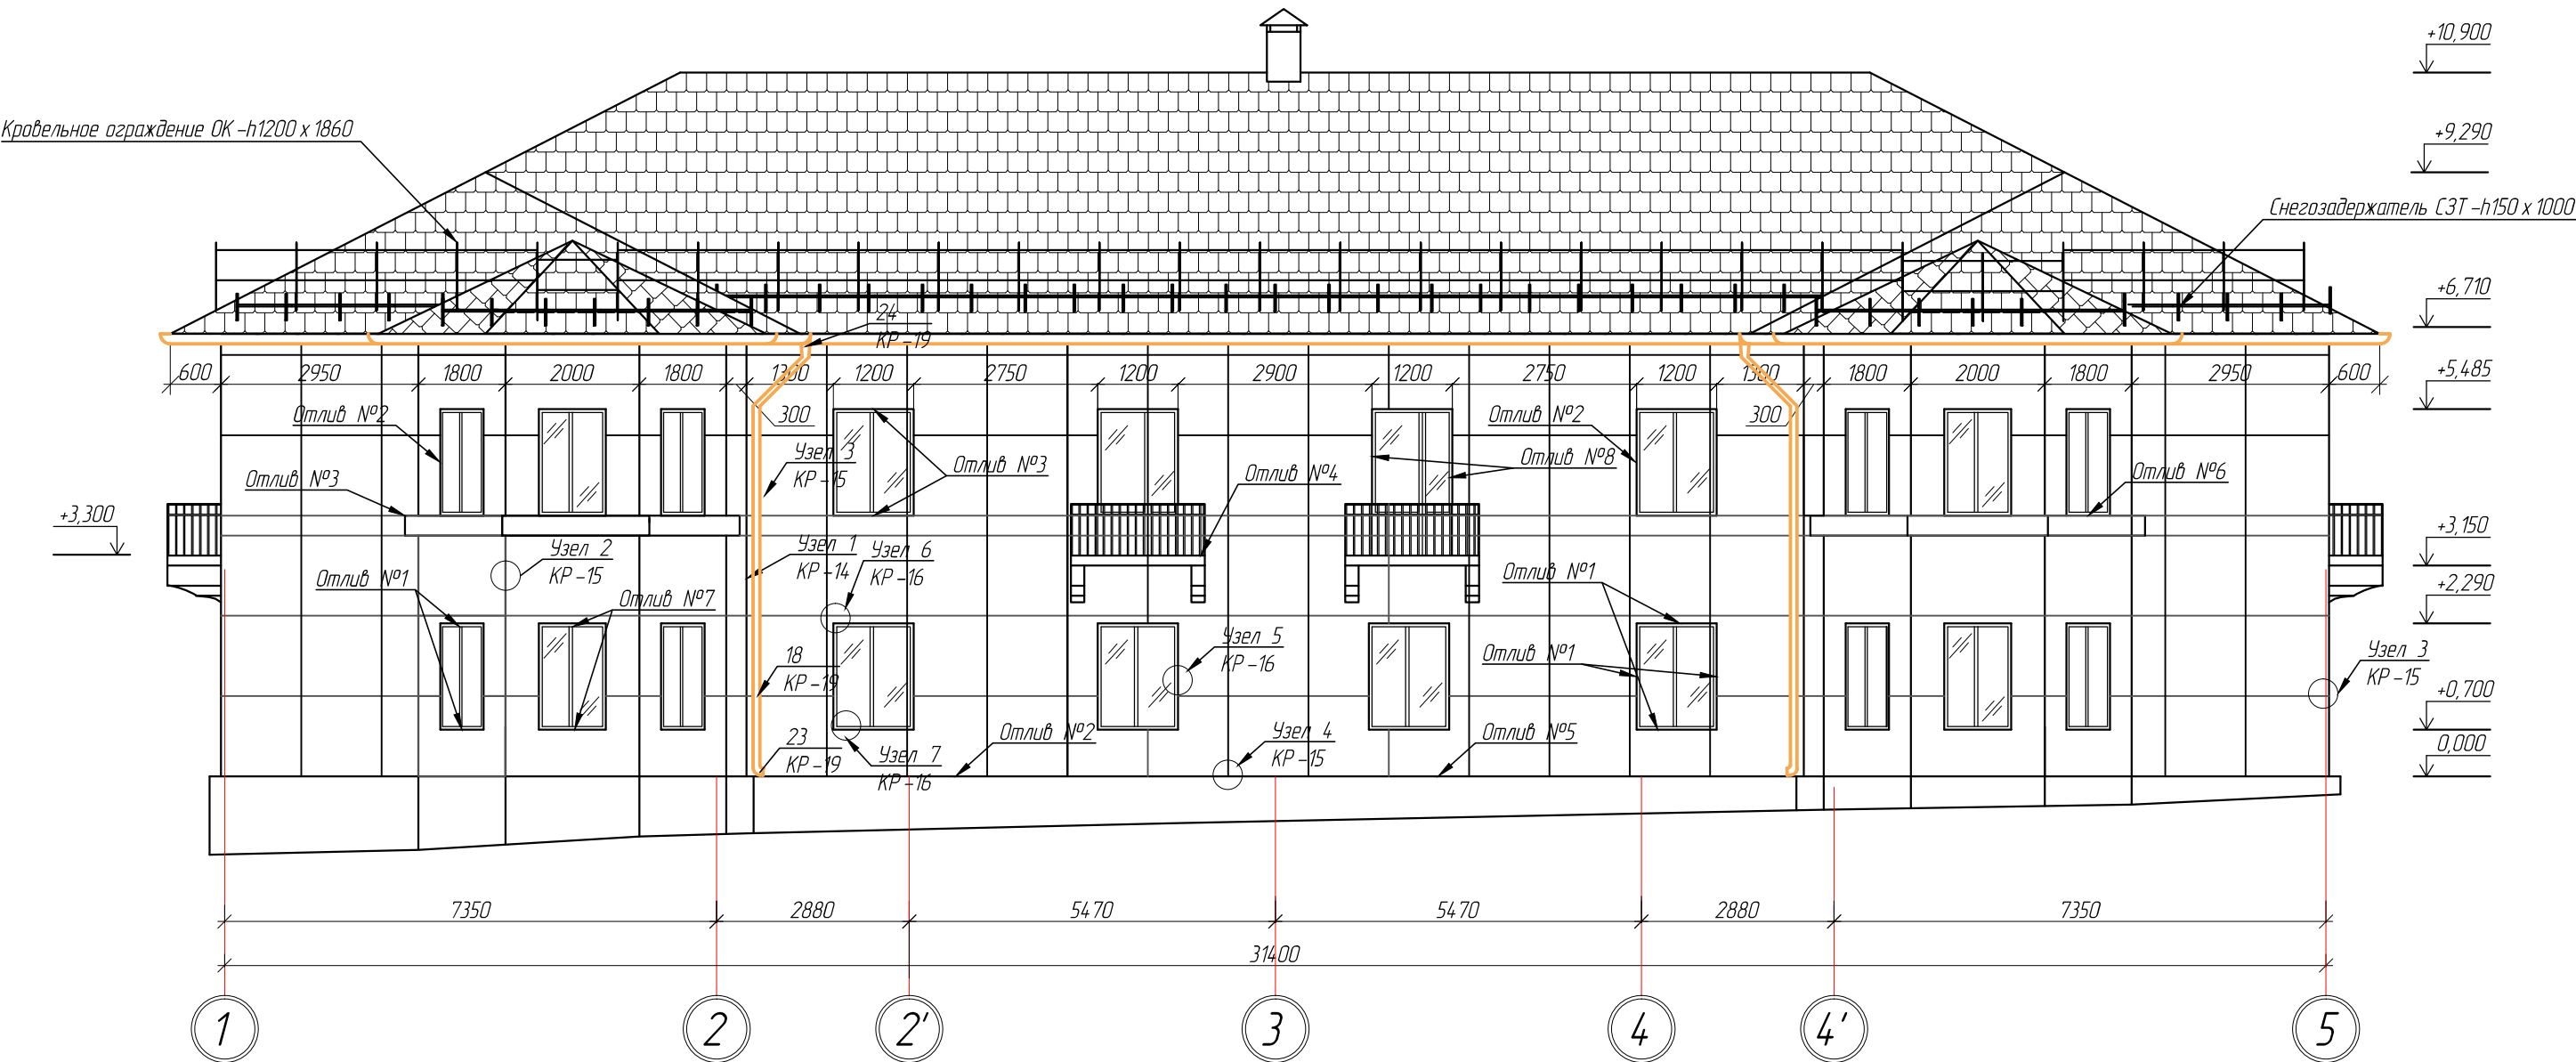 +10,900
Кровельное ограждение ОК -h1200 x 1860
+9,290
Снегозадержатель СЗТ -h150 x 1000
+6,710
24
КР-19
600
2950
1800
2000
1800
1300
1200
2750
1200
2900
1200
2750
1200
1300
1800
2000
1800
2950
600
+5,485
300
300
Отлив №2
Отлив №2
Узел 3
КР-15
Отлив №3
Отлив №8
Отлив №4
Отлив №6
Отлив №3
+3,300
+3,150
Узел 2
КР-15
Узел 1
КР-14
Узел 6
КР-16
Отлив №1
Отлив №7
Отлив №1
+2,290
Узел 5
КР-16
18
КР-19
Отлив №1
Узел 3
КР-15
+0,700
23
КР-19
Узел 7
КР-16
Отлив №2
Узел 4
КР-15
Отлив №5
0,000
7350
2880
5470
5470
2880
7350
31400
1
2
2'
3
4
4'
5